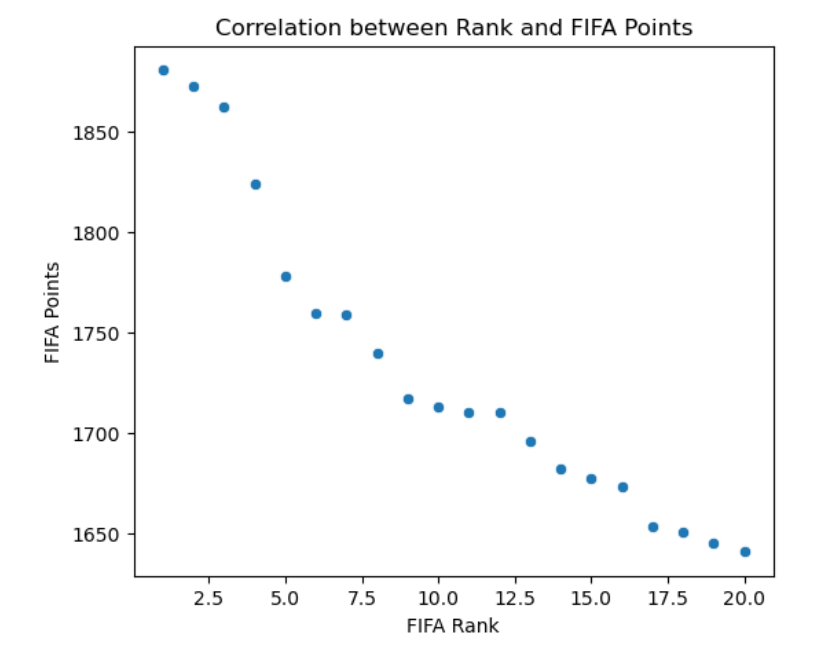 Correlation between Rank and FIFA Points
FIFA Points
1850
1800
1750
1700
1650
2.5 5.0 7.5 10.0 12.5 15.0 17.5 20.0
FIFA Rank